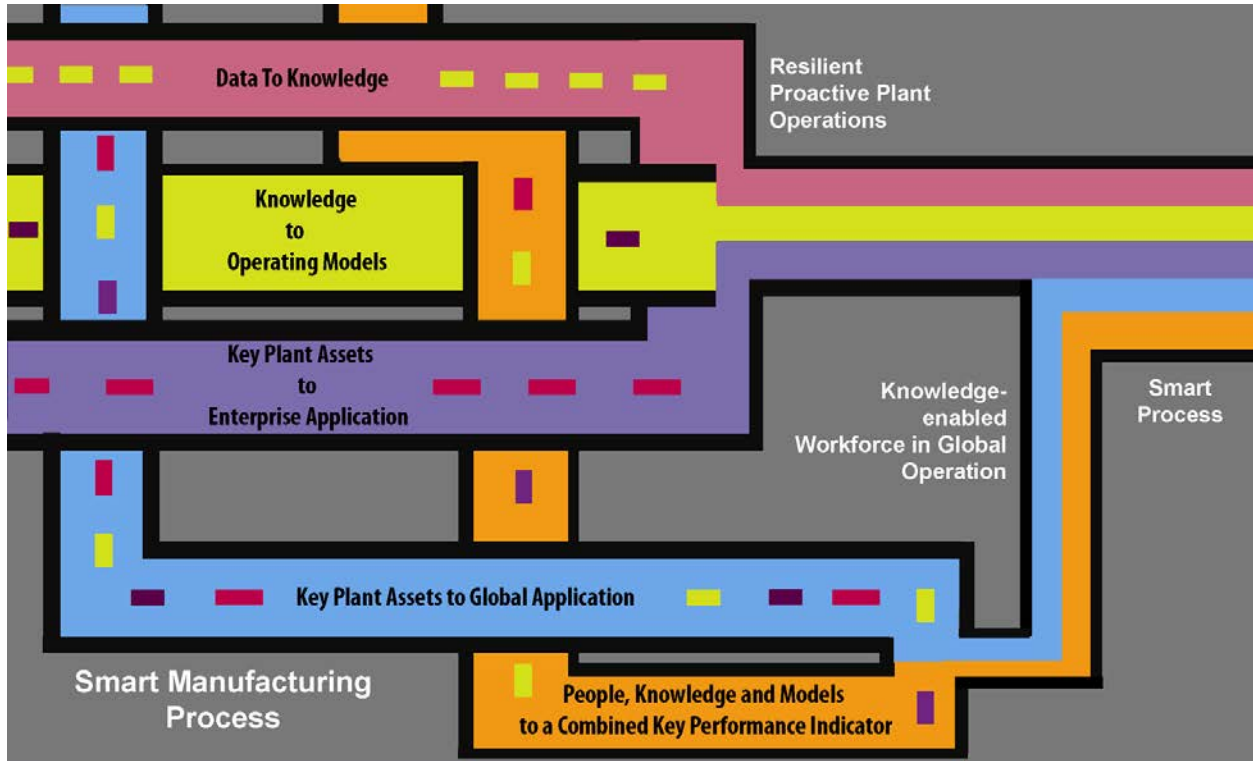 Data To Knowledge
Resilient
Proactive Plant
Operations
Knowledge
to
Operating Models
Key Plant Assets
to
Enterprise Application
Knowledge-
enabled
Workforce in Global
Operation
Smart
Process
Key Plant Assets to Global Application
Smart Manufacturing
Process
People, Knowledge and Models
to a Combined Key Performance Indicator